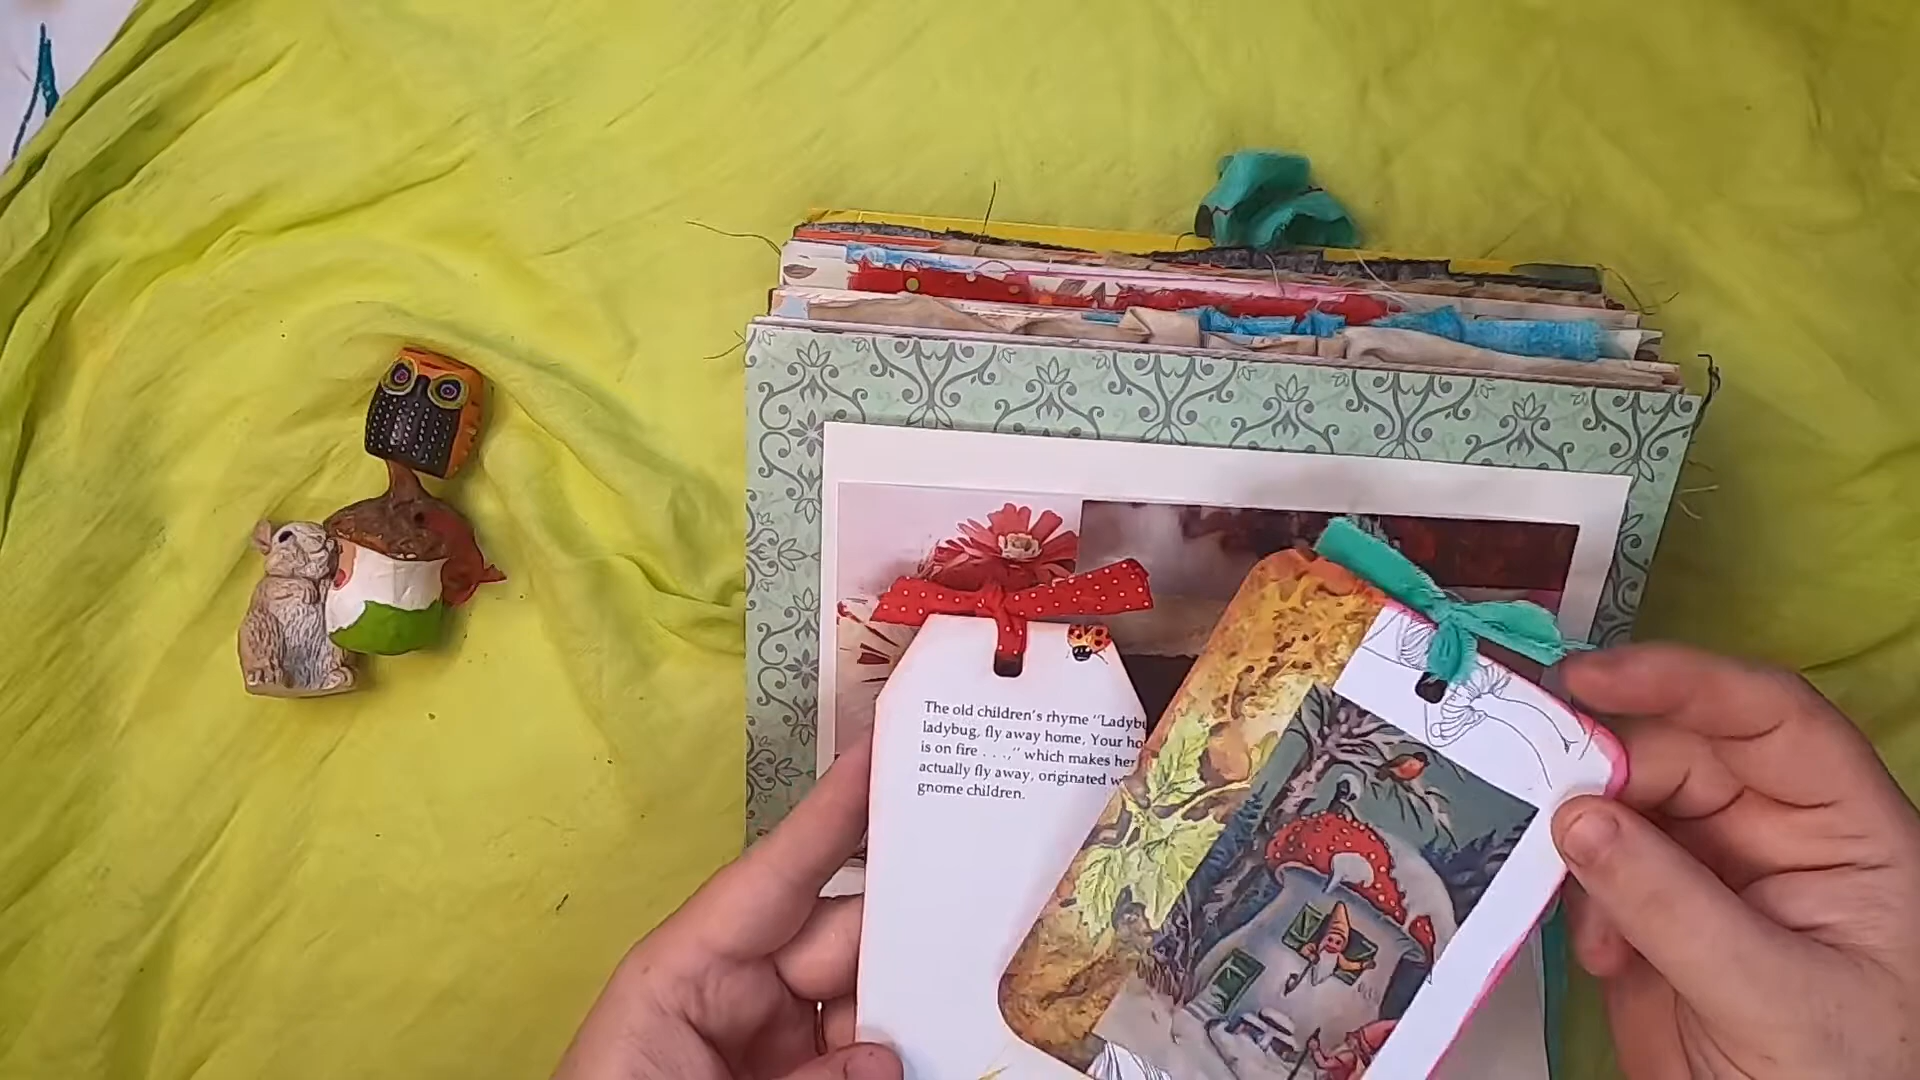 The old children's rhyme "Ladybu
ladybug, fly away home, Your ho
is on fire . . .," which makes her
actually fly away, originated w
gnome children.